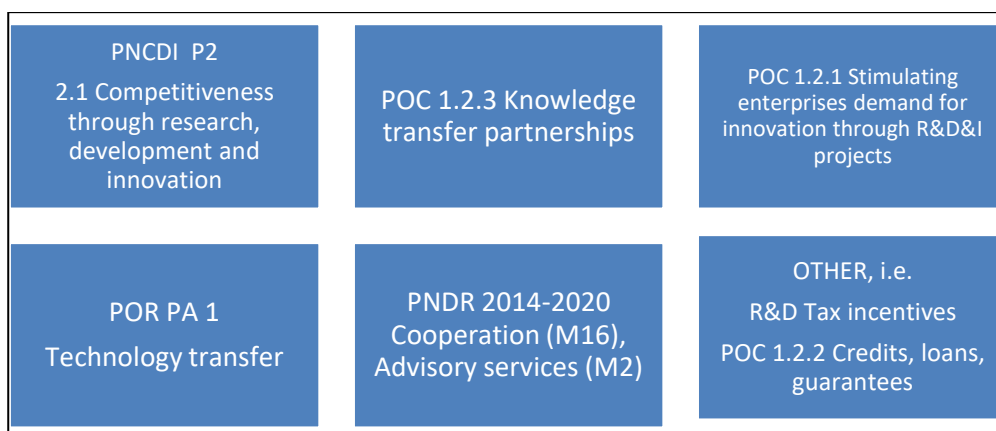 PNCDI P2
2.1 Competitiveness
through research,
development and
innovation
POC 1.2.3 Knowledge
transfer partnerships
POC 1.2.1 Stimulating
enterprises demand for
innovation through R&D&I
projects
POR PA 1
Technology transfer
PNDR 2014-2020
Cooperation (M16),
Advisory services (M2)
OTHER, i.e.
R&D Tax incentives
POC 1.2.2 Credits, loans,
guarantees